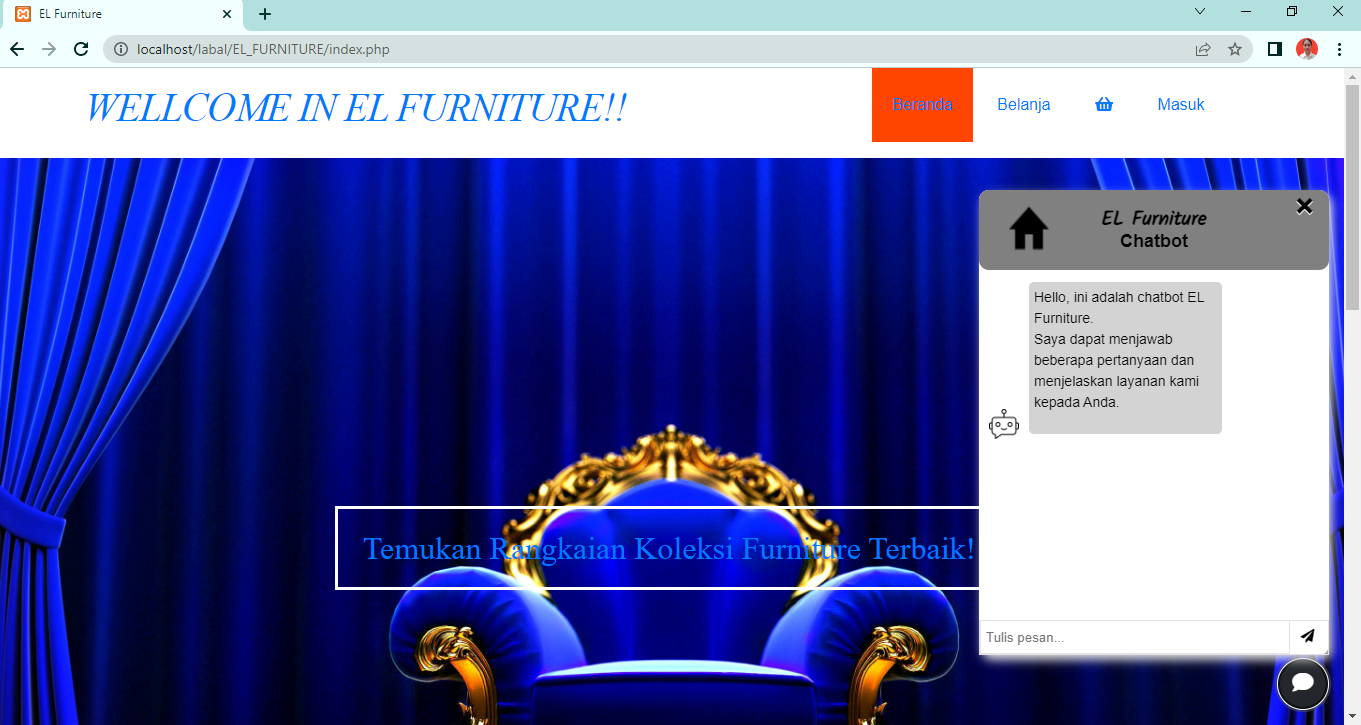 EL Furniture
localhost/labal/EL_FURNITURE/index.php
WELLCOME IN EL FURNITURE!!
Beranda
Belanja
Masuk
EL Furniture
Chatbot
Hello, ini adalah chatbot EL
Furniture.
Saya dapat menjawab
beberapa pertanyaan dan
menjelaskan layanan kami
kepada Anda.
Temukan Rangkaian Koleksi Furniture Terbaik!
Tulis pesan...